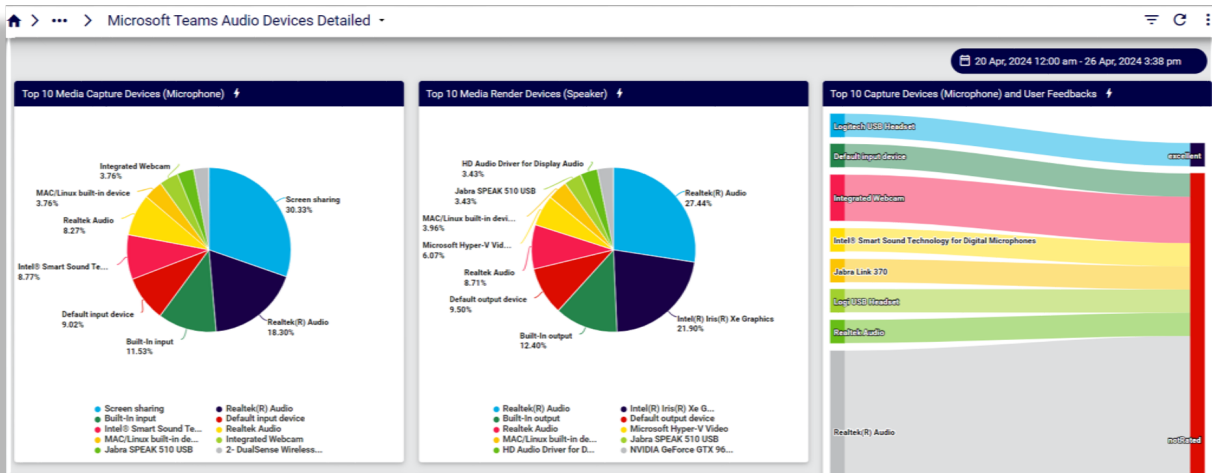 Microsoft Teams Audio Devices Detailed
20 Apr, 2024 12:00 am - 26 Apr, 2024 3:38 pm
Top 10 Media Capture Devices (Microphone)
Integrated Webcam
3.76%
MAC/Linux built-in device
3.76%
Realtek Audio
8.27%
Intel® Smart Sound Te...
8.77%
Default input device
9.02%
Built-In input
11.53%
Screen sharing
30.33%
Realtek(R) Audio
18.30%
Screen sharing
Realtek(R) Audio
Built-In input
Default input device
Intel® Smart Sound Te...
Realtek Audio
MAC/Linux built-in de...
Integrated Webcam
Jabra SPEAK 510 USB
2- DualSense Wireless...
Top 10 Media Render Devices (Speaker)
HD Audio Driver for Display Audio
3.43%
Jabra SPEAK 510 USB
3.43%
MAC/Linux built-in devi...
3.96%
Microsoft Hyper-V Vid...
6.07%
Realtek Audio
8.71%
Default output device
9.50%
Built-In output
12.40%
Realtek(R) Audio
27.44%
Intel(R) Iris(R) Xe Graphics
21.90%
Realtek(R) Audio
Intel(R) Iris(R) Xe G...
Built-In output
Default output device
Realtek Audio
Microsoft Hyper-V Video
MAC/Linux built-in de...
Jabra SPEAK 510 USB
HD Audio Driver for D...
NVIDIA GeForce GTX 96...
Top 10 Capture Devices (Microphone) and User Feedbacks
Logitech USB Headset
Default input device
Integrated Webcam
Intel® Smart Sound Technology for Digital Microphones
Jabra Link 370
Logi USB Headset
Realtek Audio
Realtek(R) Audio
excellent
notRated